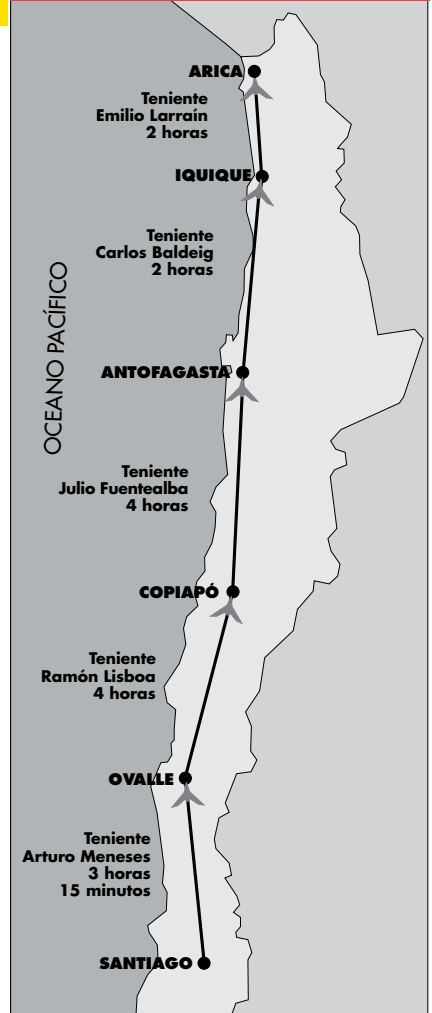 ARICA
Teniente
Emilio Larraín
2 horas
IQUIQUE
Teniente
Carlos Baldeig
2 horas
OCEANO PACÍFICO
ANTOFAGASTA
Teniente
Julio Fuentealba
4 horas
COPIAPÓ
Teniente
Ramón Lisboa
4 horas
OVALLE
Teniente
Arturo Meneses
3 horas
15 minutos
SANTIAGO